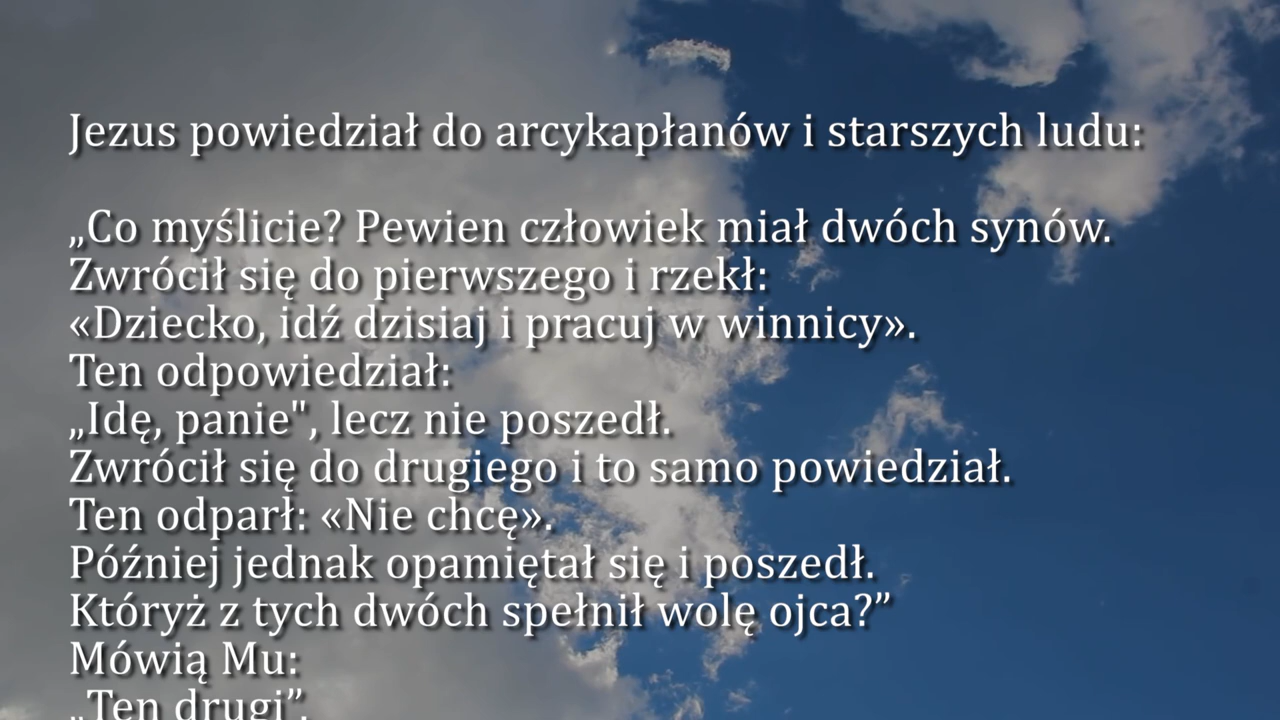 Jezus powiedział do arcykapłanów i starszych ludu:
„Co myślicie? Pewien człowiek miał dwóch synów.
Zwrócił się do pierwszego i rzekł:
«Dziecko, idź dzisiaj i pracuj w winnicy».
Ten odpowiedział:
„Idę, panie", lecz nie poszedł.
Zwrócił się do drugiego i to samo powiedział.
Ten odparł: «Nie chcę».
Później jednak opamiętał się i poszedł.
Któryż z tych dwóch spełnił wolę ojca?”
Mówią Mu:
„Ten drugi”.